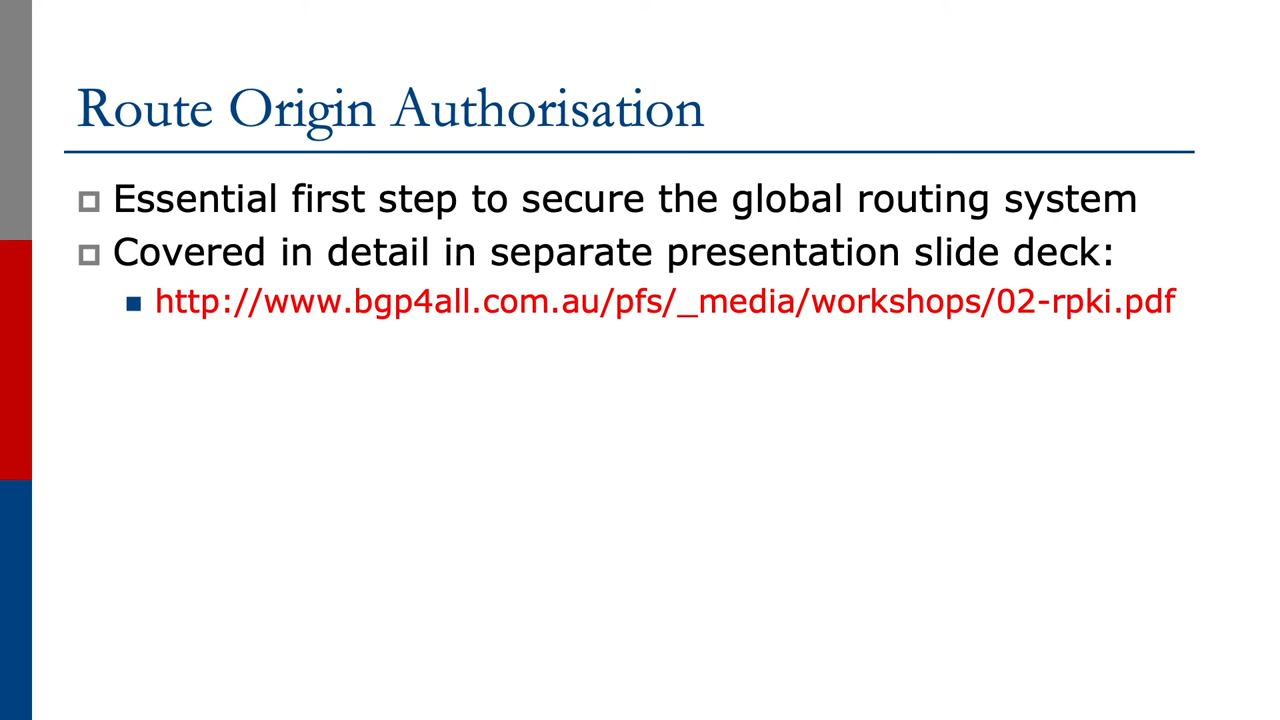 Route Origin Authorisation
Essential first step to secure the global routing system
Covered in detail in separate presentation slide deck:
http://www.bgp4all.com.au/pfs/_media/workshops/02-rpki.pdf